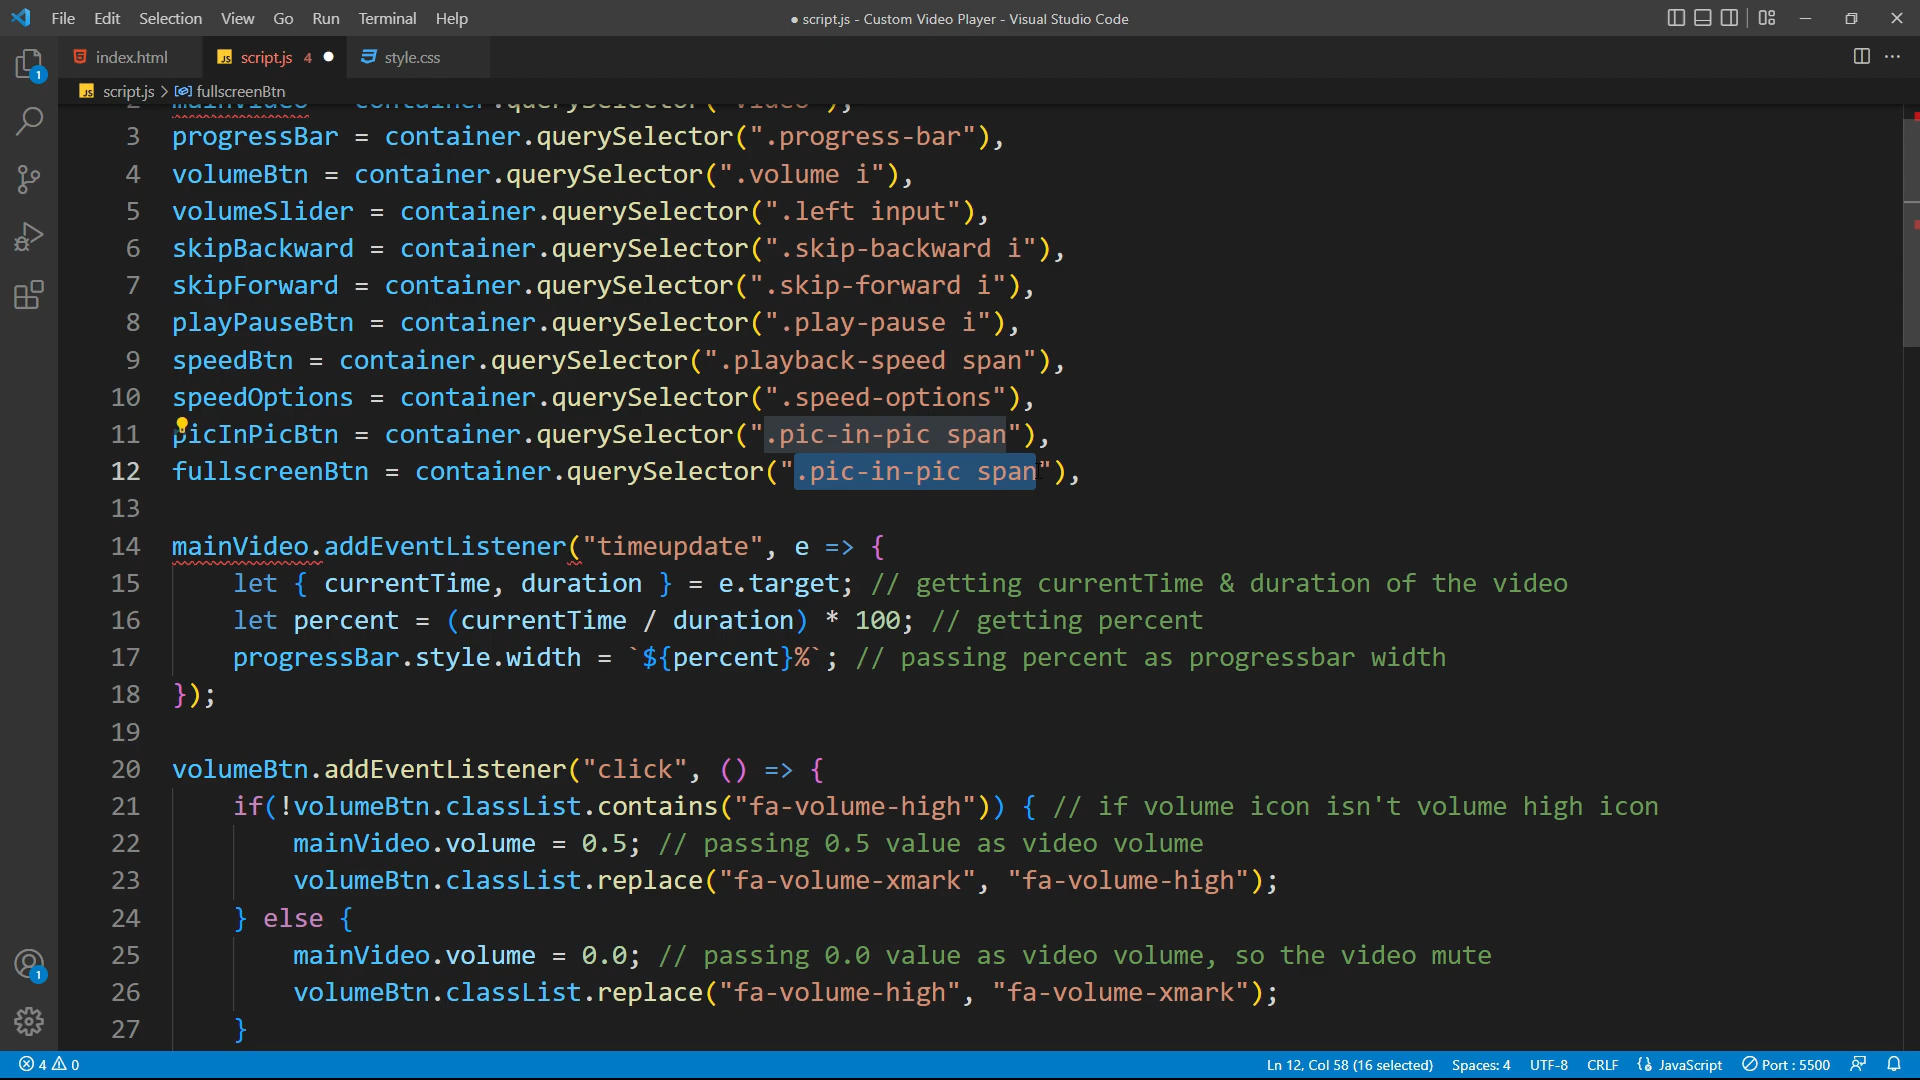 File Edit Selection View Go Run Terminal Help
● script.js - Custom Video Player - Visual Studio Code
index.html
script.js 4
style.css
script.js > fullscreenBtn
2 mainVideo = container.querySelector("video"),
3 progressBar = container.querySelector(".progress-bar"),
4 volumeBtn = container.querySelector(".volume i"),
5 volumeSlider = container.querySelector(".left input"),
6 skipBackward = container.querySelector(".skip-backward i"),
7 skipForward = container.querySelector(".skip-forward i"),
8 playPauseBtn = container.querySelector(".play-pause i"),
9 speedBtn = container.querySelector(".playback-speed span"),
10 speedOptions = container.querySelector(".speed-options"),
11 picInPicBtn = container.querySelector(".pic-in-pic span"),
12 fullscreenBtn = container.querySelector(".pic-in-pic span"),
13
14 mainVideo.addEventListener("timeupdate", e => {
15 let { currentTime, duration } = e.target; // getting currentTime & duration of the video
16 let percent = (currentTime / duration) * 100; // getting percent
17 progressBar.style.width = `${percent}%`; // passing percent as progressbar width
18 });
19
20 volumeBtn.addEventListener("click", () => {
21 if(!volumeBtn.classList.contains("fa-volume-high")) { // if volume icon isn't volume high icon
22 mainVideo.volume = 0.5; // passing 0.5 value as video volume
23 volumeBtn.classList.replace("fa-volume-xmark", "fa-volume-high");
24 } else {
25 mainVideo.volume = 0.0; // passing 0.0 value as video volume, so the video mute
26 volumeBtn.classList.replace("fa-volume-high", "fa-volume-xmark");
27 }
1
1
4 0
Ln 12, Col 58 (16 selected) Spaces: 4 UTF-8 CRLF JavaScript Port : 5500